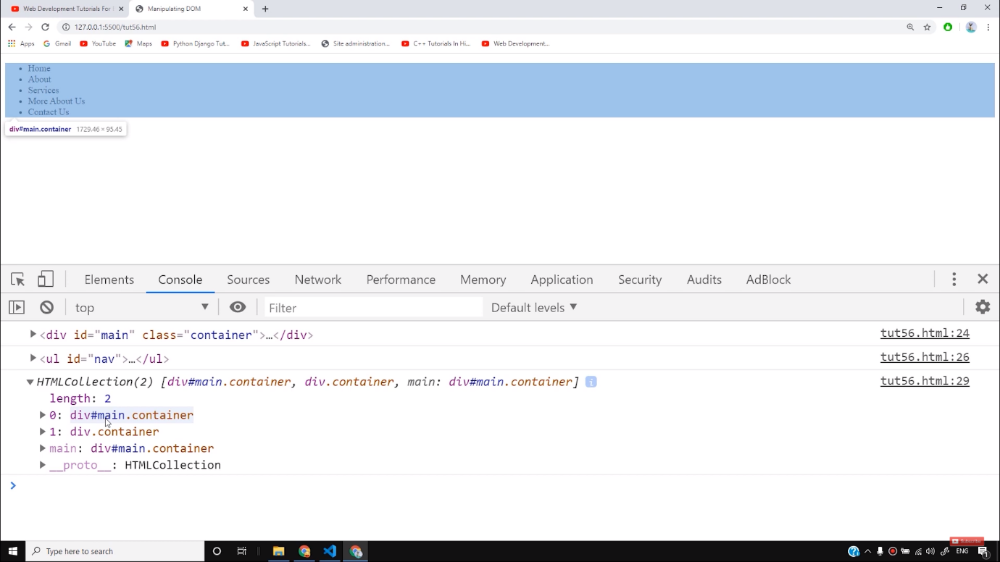 Web Development Tutorials For
Manipulating DOM
127.0.0.1:5500/tut56.html
Apps Gmail YouTube Maps Python Django Tut... JavaScript Tutorials... Site administration... C++ Tutorials In Hi... Web Development...
Home
About
Services
More About Us
Contact Us
div#main.container 1729.46 × 95.45
Elements Console Sources Network Performance Memory Application Security Audits AdBlock
top Filter Default levels
<div id="main" class="container">…</div> tut56.html:24
<ul id="nav">…</ul> tut56.html:26
HTMLCollection(2) [div#main.container, div.container, main: div#main.container] i tut56.html:29
length: 2
0: div#main.container
1: div.container
main: div#main.container
__proto__: HTMLCollection
Subscribe
Type here to search
ENG
1